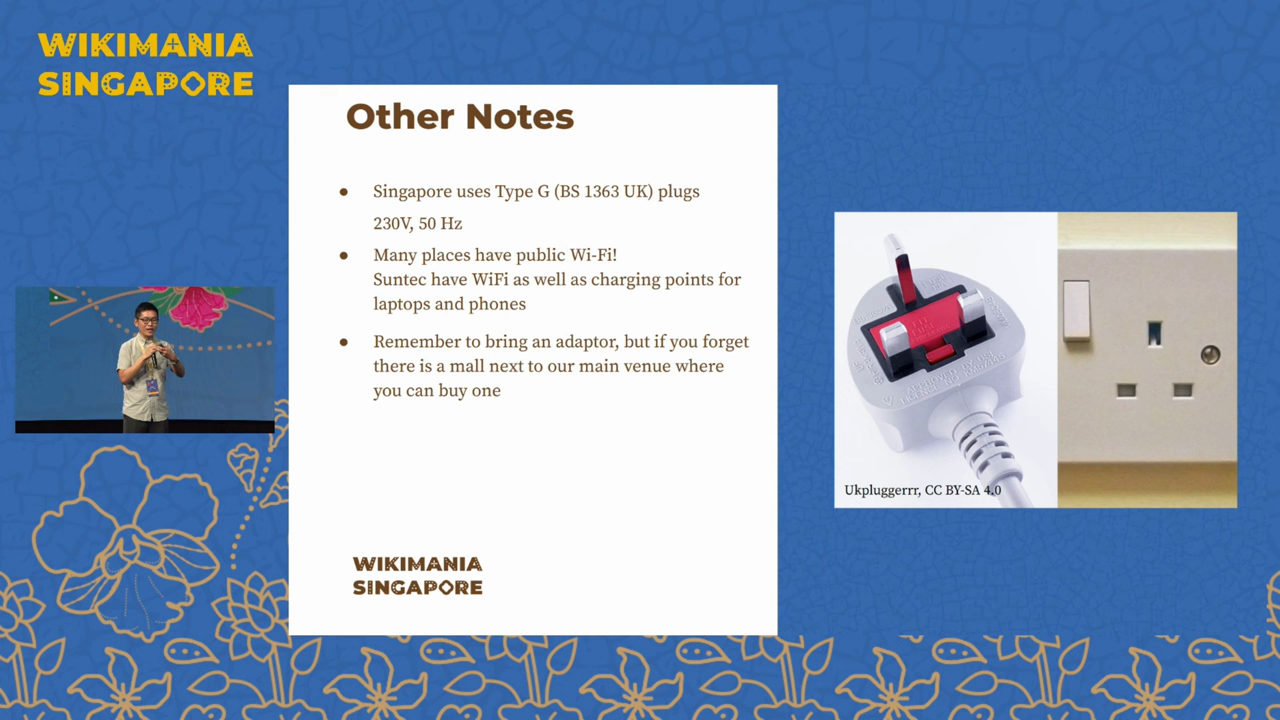 WIKIMANIA
SINGAPORE
Other Notes
● Singapore uses Type G (BS 1363 UK) plugs
230V, 50 Hz
● Many places have public Wi-Fi!
Suntec have WiFi as well as charging points for
laptops and phones
● Remember to bring an adaptor, but if you forget
there is a mall next to our main venue where
you can buy one
WIKIMANIA
SINGAPORE
Ukpluggerrr, CC BY-SA 4.0